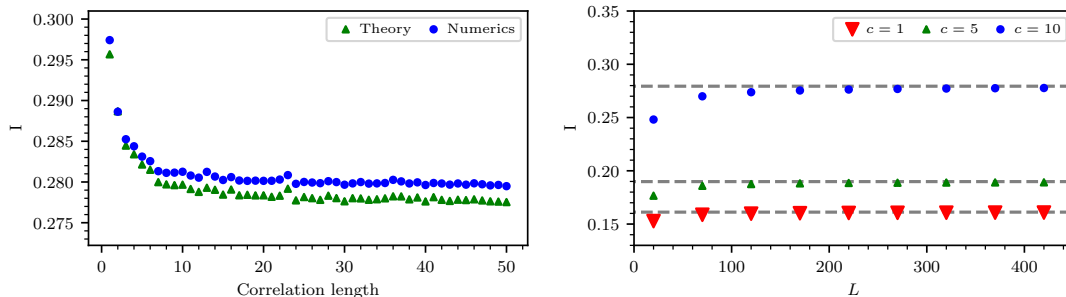 0.300
0.295
0.290
0.285
0.280
0.275
I
Theory
Numerics
0 10 20 30 40 50
Correlation length
0.35
0.30
0.25
0.20
0.15
I
c = 1
c = 5
c = 10
0 100 200 300 400
L